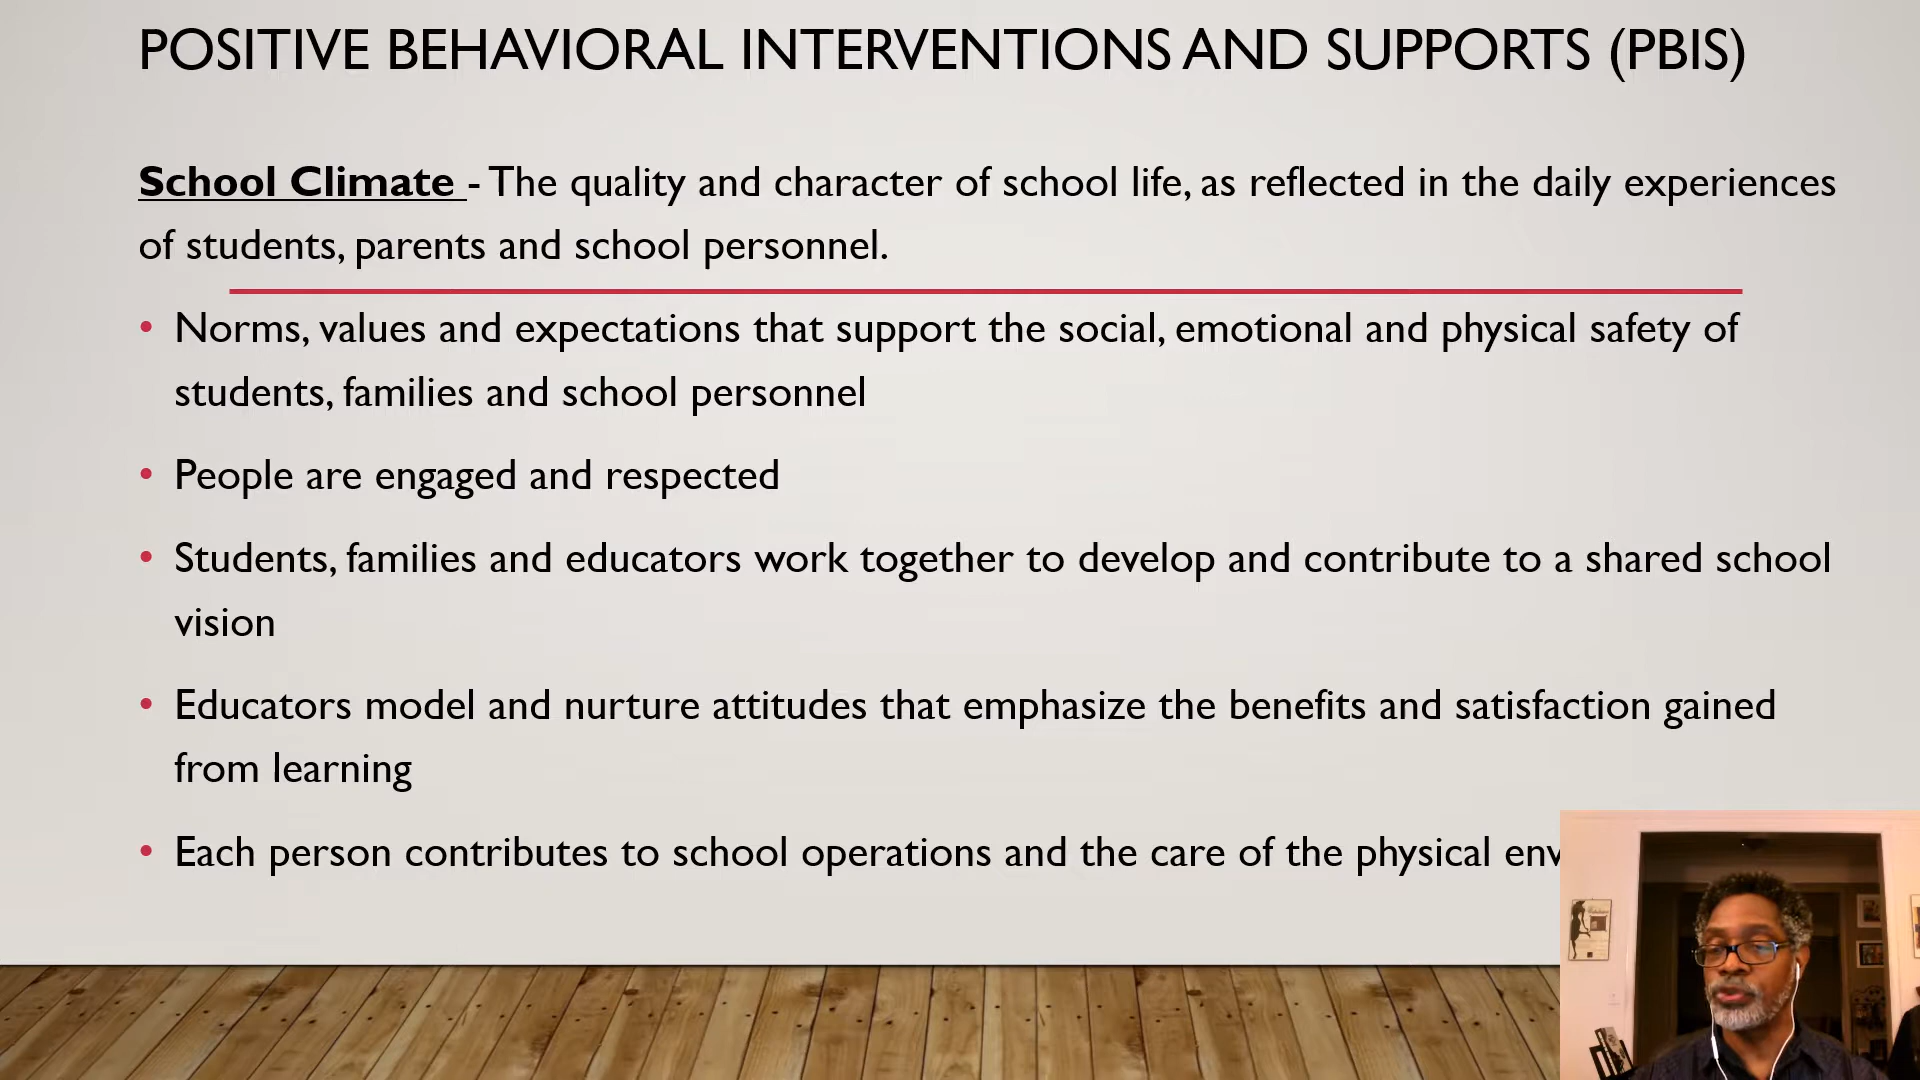 POSITIVE BEHAVIORAL INTERVENTIONS AND SUPPORTS (PBIS)
School Climate - The quality and character of school life, as reflected in the daily experiences
of students, parents and school personnel.
• Norms, values and expectations that support the social, emotional and physical safety of
students, families and school personnel
• People are engaged and respected
• Students, families and educators work together to develop and contribute to a shared school
vision
• Educators model and nurture attitudes that emphasize the benefits and satisfaction gained
from learning
• Each person contributes to school operations and the care of the physical